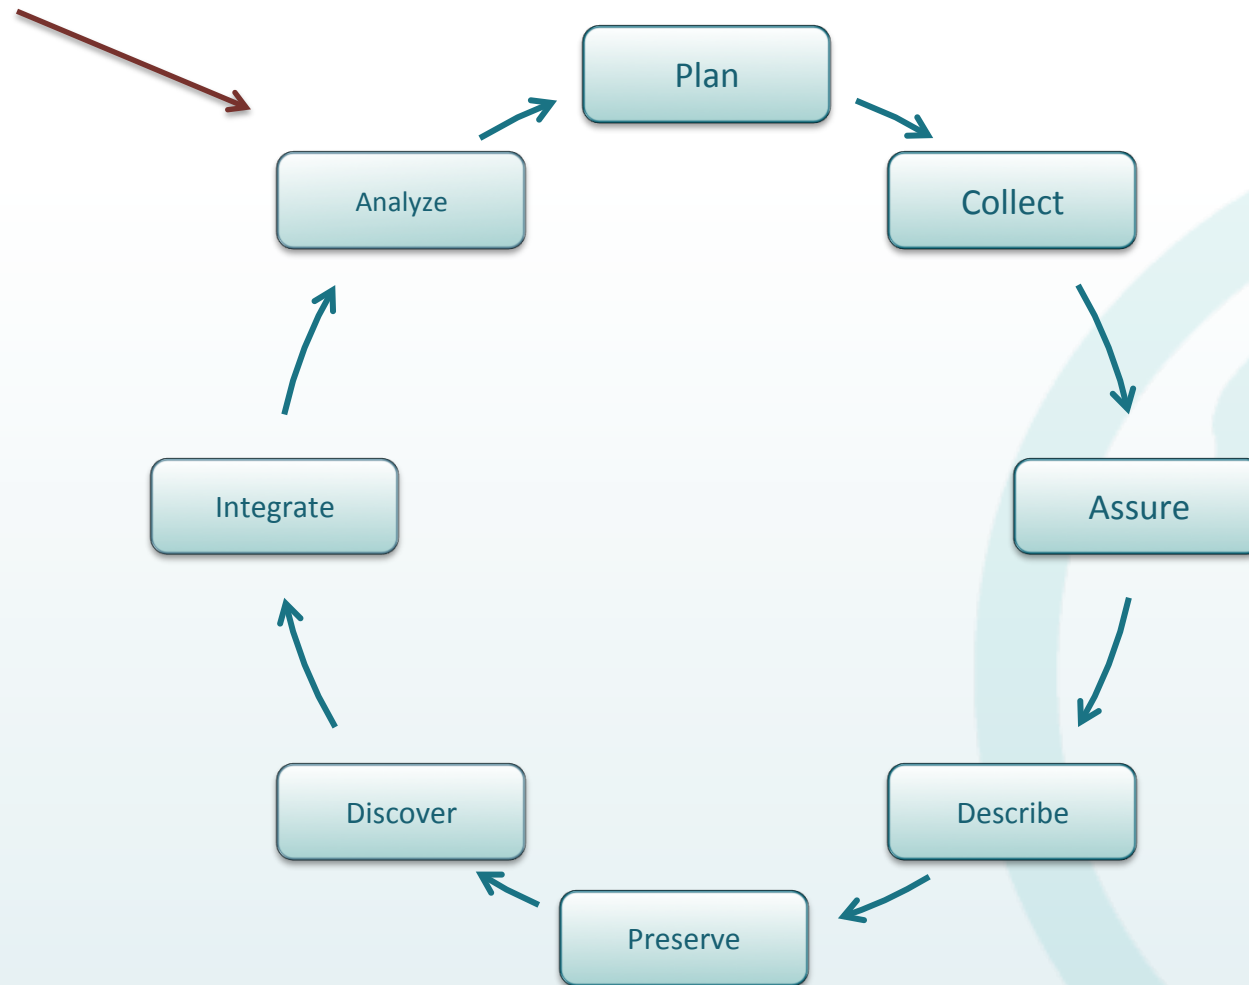 Plan
Collect
Assure
Describe
Preserve
Discover
Integrate
Analyze